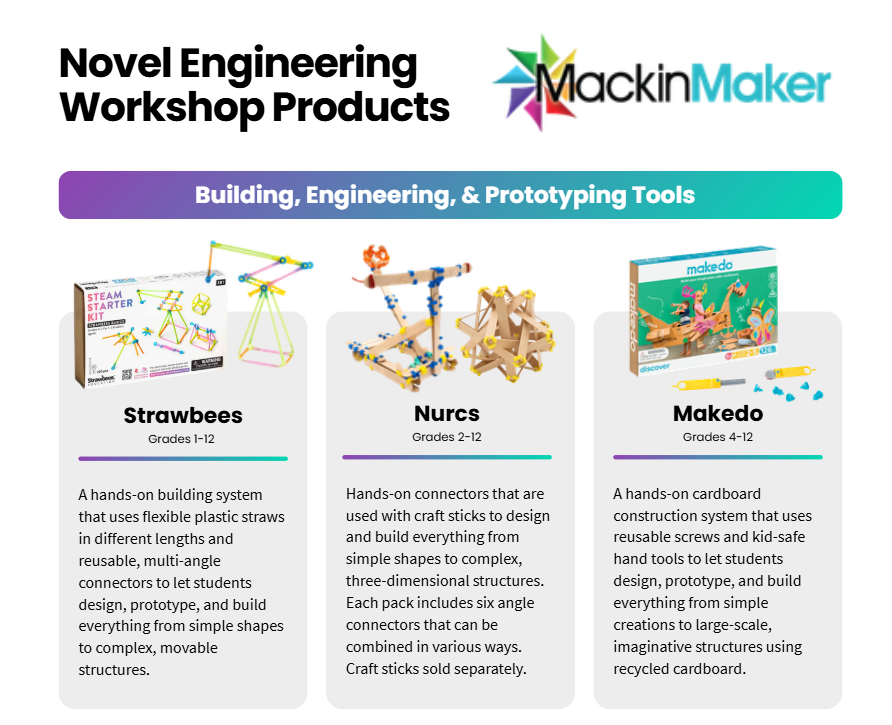 Novel Engineering
Workshop Products
MackinMaker
Building, Engineering, & Prototyping Tools
STEAM
STARTER
KIT
Strawbees
makedo
discover
Strawbees
Grades 1-12
A hands-on building system
that uses flexible plastic straws
in different lengths and
reusable, multi-angle
connectors to let students
design, prototype, and build
everything from simple shapes
to complex, movable
structures.
Nurcs
Grades 2-12
Hands-on connectors that are
used with craft sticks to design
and build everything from
simple shapes to complex,
three-dimensional structures.
Each pack includes six angle
connectors that can be
combined in various ways.
Craft sticks sold separately.
Makedo
Grades 4-12
A hands-on cardboard
construction system that uses
reusable screws and kid-safe
hand tools to let students
design, prototype, and build
everything from simple
creations to large-scale,
imaginative structures using
recycled cardboard.